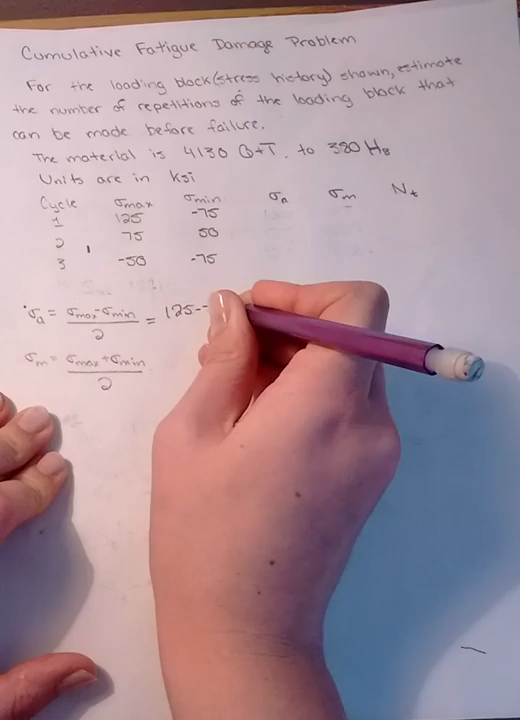 Cumulative Fatigue Damage Problem
For the loading block (stress history) shown, estimate
the number of repetitions of the loading block that
can be made before failure.
The material is 4130 Q+T. to 380 HB
Units are in ksi
Cycle σmax σmin σa σm Nf
1 125 -75
2 75 50
3 -50 -75
σa = σmax-σmin / 2 = 125--
σm = σmax+σmin / 2